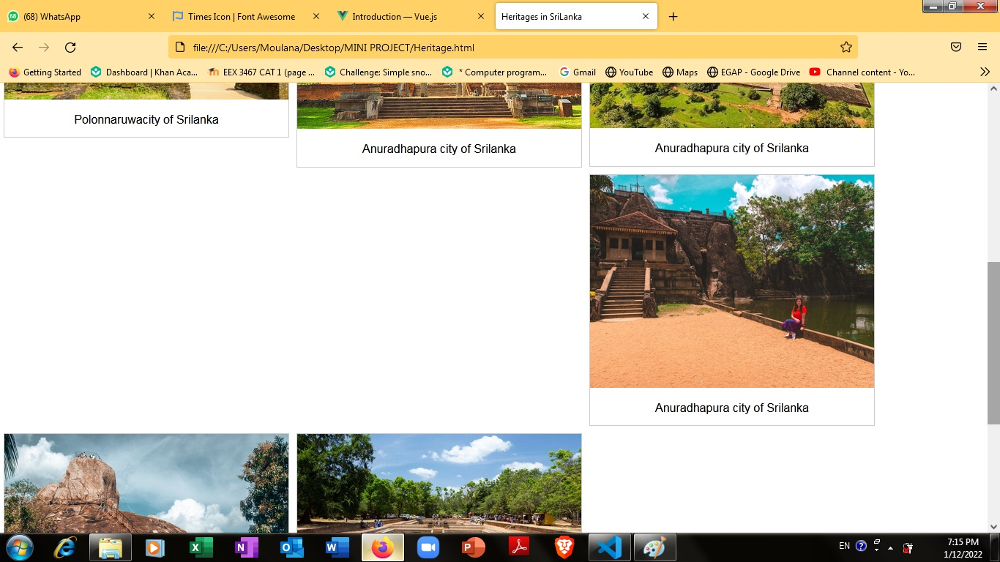 (68) WhatsApp
Times Icon | Font Awesome
Introduction — Vue.js
Heritages in SriLanka
file:///C:/Users/Moulana/Desktop/MINI PROJECT/Heritage.html
Getting Started
Dashboard | Khan Aca...
EEX 3467 CAT 1 (page ...
Challenge: Simple sno...
* Computer program...
Gmail
YouTube
Maps
EGAP - Google Drive
Channel content - Yo...
Polonnaruwacity of Srilanka
Anuradhapura city of Srilanka
Anuradhapura city of Srilanka
Anuradhapura city of Srilanka
EN
7:15 PM
1/12/2022